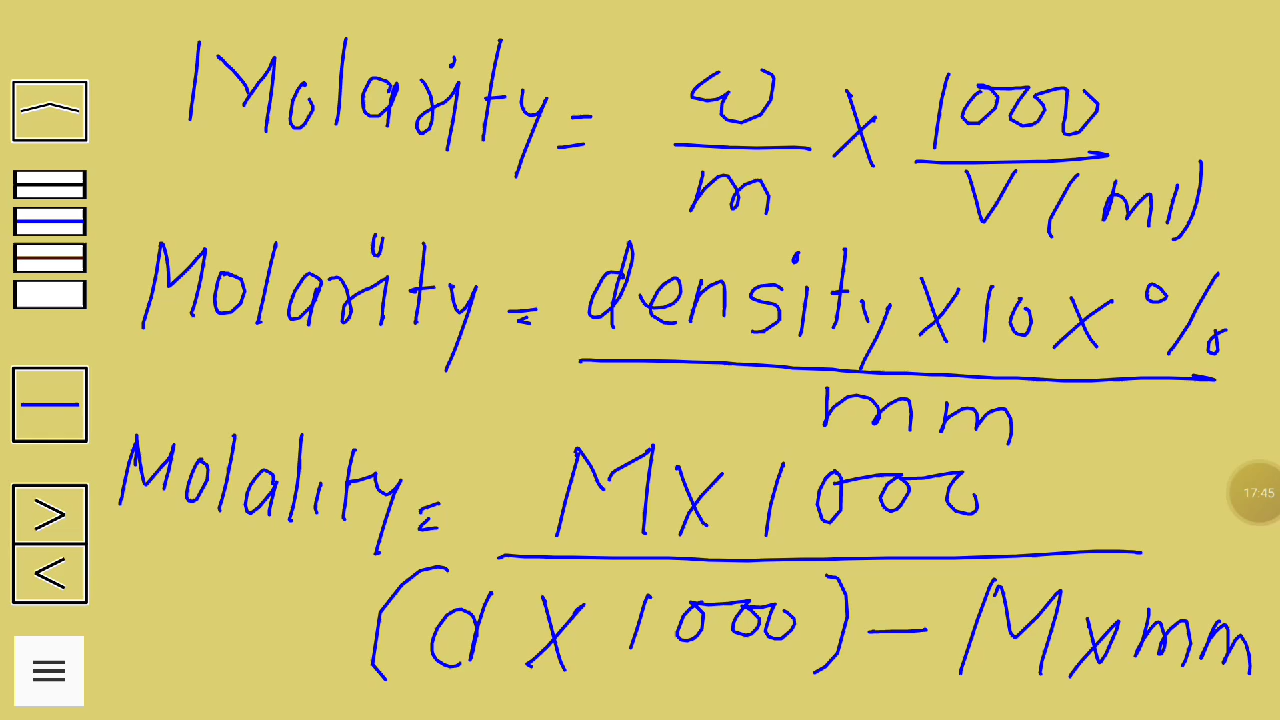 Molarity = w/m x 1000/V(ml)
Molarity = density x 10 x %/mm
Molality = M x 1000/(d x 1000) - M x mm
17:45